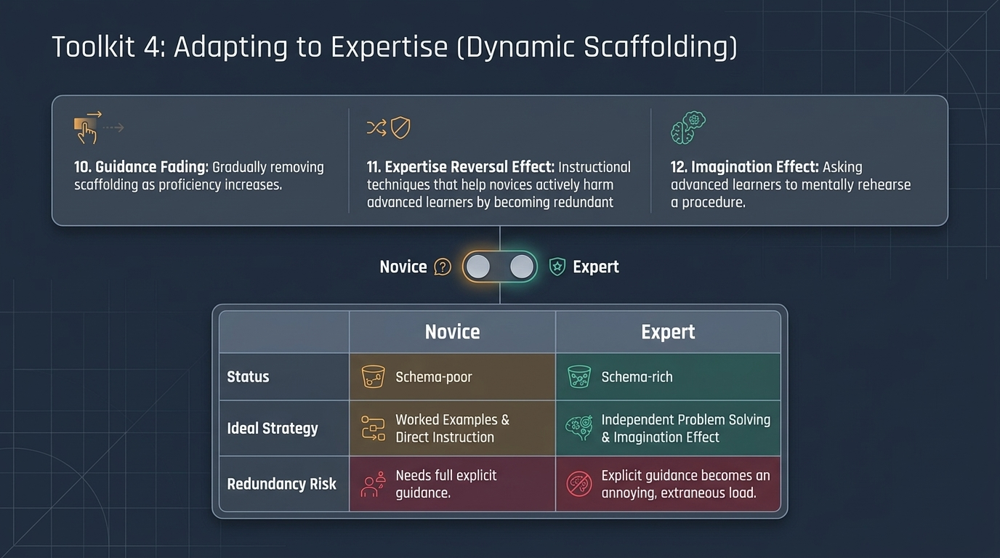 Toolkit 4: Adapting to Expertise (Dynamic Scaffolding)
10. Guidance Fading: Gradually removing
scaffolding as proficiency increases.
11. Expertise Reversal Effect: Instructional
techniques that help novices actively harm
advanced learners by becoming redundant
12. Imagination Effect: Asking
advanced learners to mentally rehearse
a procedure.
Novice
?
Expert
Novice
Expert
Status
Schema-poor
Schema-rich
Ideal Strategy
Worked Examples &
Direct Instruction
Independent Problem Solving
& Imagination Effect
Redundancy Risk
Needs full explicit
guidance.
Explicit guidance becomes an
annoying, extraneous load.